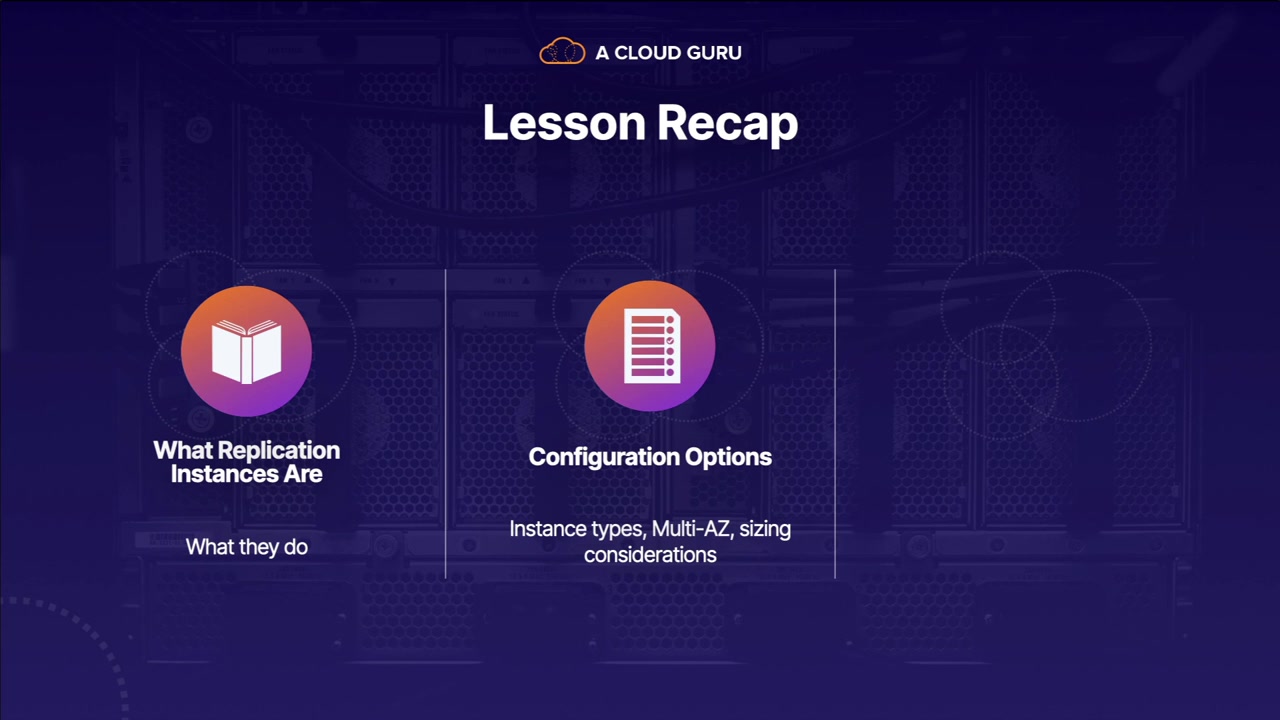 A CLOUD GURU
Lesson Recap
What Replication
Instances Are
What they do
Configuration Options
Instance types, Multi-AZ, sizing
considerations